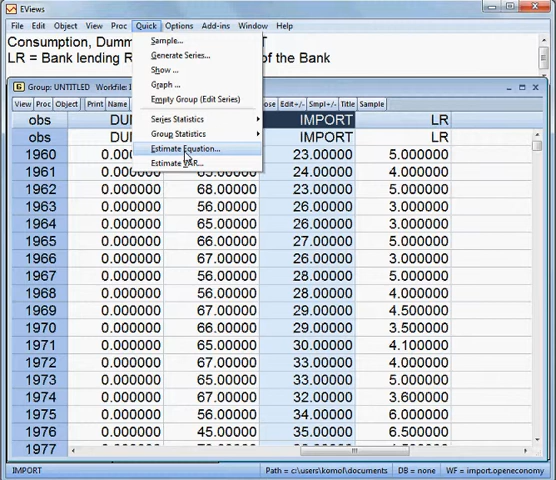 EViews
File Edit Object View Proc Quick Options Add-ins Window Help
Consumption, Dumm
LR = Bank lending R of the Bank
Sample...
Generate Series...
Show ...
Graph ...
Empty Group (Edit Series)
Series Statistics
Group Statistics
Estimate Equation...
Estimate VAR...
Group: UNTITLED Workfile:
View Proc Object Print Name Edit+/- Smpl+/- Title Sample
obs IMPORT LR
obs IMPORT LR
1960 23.00000 5.000000
1961 0.000000 24.00000 4.000000
1962 0.000000 68.00000 25.00000 3.000000
1963 0.000000 56.00000 26.00000 3.000000
1964 0.000000 65.00000 26.00000 3.000000
1965 0.000000 66.00000 27.00000 5.000000
1966 0.000000 67.00000 26.00000 3.000000
1967 0.000000 56.00000 28.00000 5.000000
1968 0.000000 56.00000 29.00000 4.000000
1969 0.000000 67.00000 29.00000 4.500000
1970 0.000000 66.00000 29.00000 3.500000
1971 0.000000 65.00000 30.00000 4.100000
1972 0.000000 67.00000 33.00000 4.000000
1973 0.000000 65.00000 33.00000 5.000000
1974 0.000000 67.00000 32.00000 3.600000
1975 0.000000 56.00000 34.00000 6.000000
1976 0.000000 45.00000 35.00000 6.500000
1977
IMPORT Path = c:\users\komol\documents DB = none WF = import.openeconomy